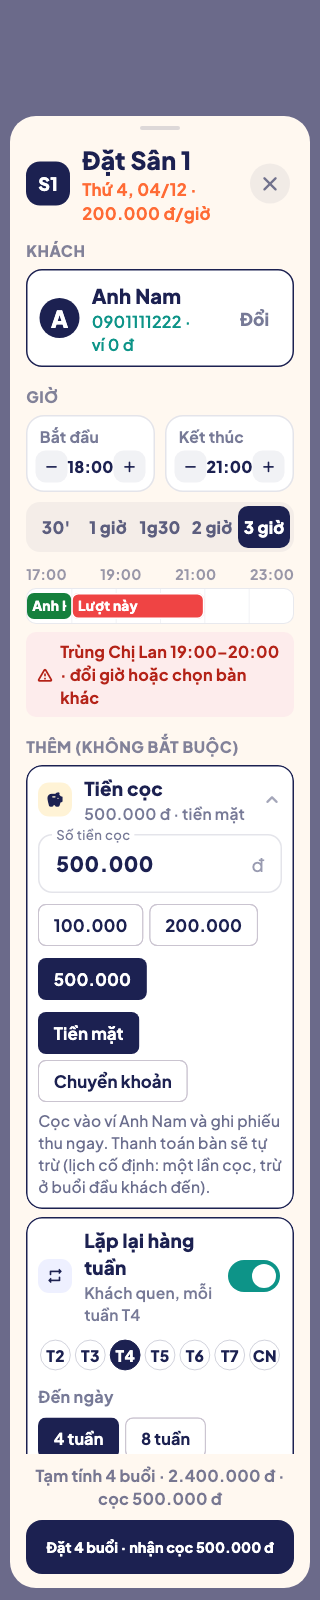 S1
Đặt Sân 1
Thứ 4, 04/12 ·
200.000 đ/giờ
KHÁCH
A
Anh Nam
0901111222 ·
ví 0 đ
Đổi
GIỜ
Bắt đầu
− 18:00 +
Kết thúc
− 21:00 +
30' 1 giờ 1g30 2 giờ 3 giờ
17:00 19:00 21:00 23:00
Anh Lượt này
Trùng Chị Lan 19:00–20:00
· đổi giờ hoặc chọn bàn
khác
THÊM (KHÔNG BẮT BUỘC)
Tiền cọc
500.000 đ · tiền mặt
Số tiền cọc
500.000 đ
100.000 200.000
500.000
Tiền mặt
Chuyển khoản
Cọc vào ví Anh Nam và ghi phiếu
thu ngay. Thanh toán bàn sẽ tự
trừ (lịch cố định: một lần cọc, trừ
ở buổi đầu khách đến).
Lặp lại hàng
tuần
Khách quen, mỗi
tuần T4
T2 T3 T4 T5 T6 T7 CN
Đến ngày
4 tuần 8 tuần
Tạm tính 4 buổi · 2.400.000 đ ·
cọc 500.000 đ
Đặt 4 buổi · nhận cọc 500.000 đ